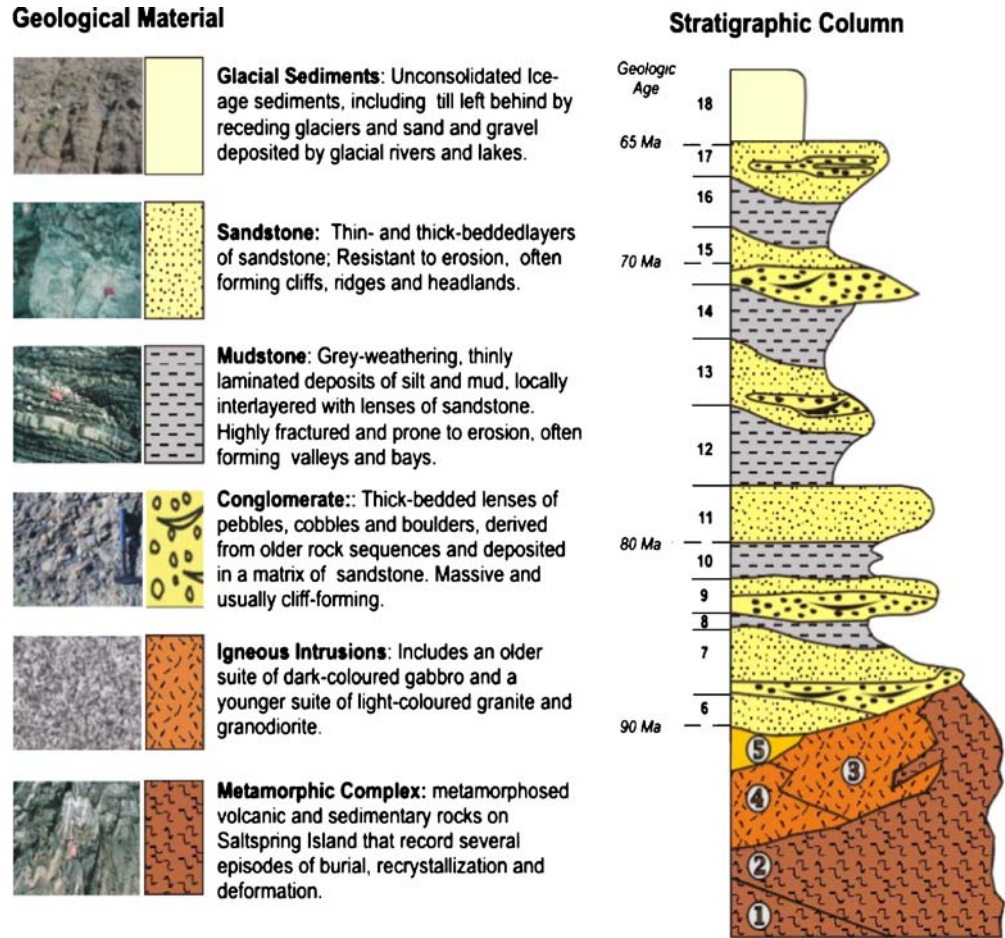 Geological Material
Glacial Sediments: Unconsolidated Ice-
age sediments, including till left behind by
receding glaciers and sand and gravel
deposited by glacial rivers and lakes.
Sandstone: Thin- and thick-beddedlayers
of sandstone; Resistant to erosion, often
forming cliffs, ridges and headlands.
Mudstone: Grey-weathering, thinly
laminated deposits of silt and mud, locally
interlayered with lenses of sandstone.
Highly fractured and prone to erosion, often
forming valleys and bays.
Conglomerate:: Thick-bedded lenses of
pebbles, cobbles and boulders, derived
from older rock sequences and deposited
in a matrix of sandstone. Massive and
usually cliff-forming.
Igneous Intrusions: Includes an older
suite of dark-coloured gabbro and a
younger suite of light-coloured granite and
granodiorite.
Metamorphic Complex: metamorphosed
volcanic and sedimentary rocks on
Saltspring Island that record several
episodes of burial, recrystallization and
deformation.
Stratigraphic Column
Geologic
Age
18
65 Ma
17
16
15
70 Ma
14
13
12
11
80 Ma
10
9
8
7
6
90 Ma
5
3
4
2
1